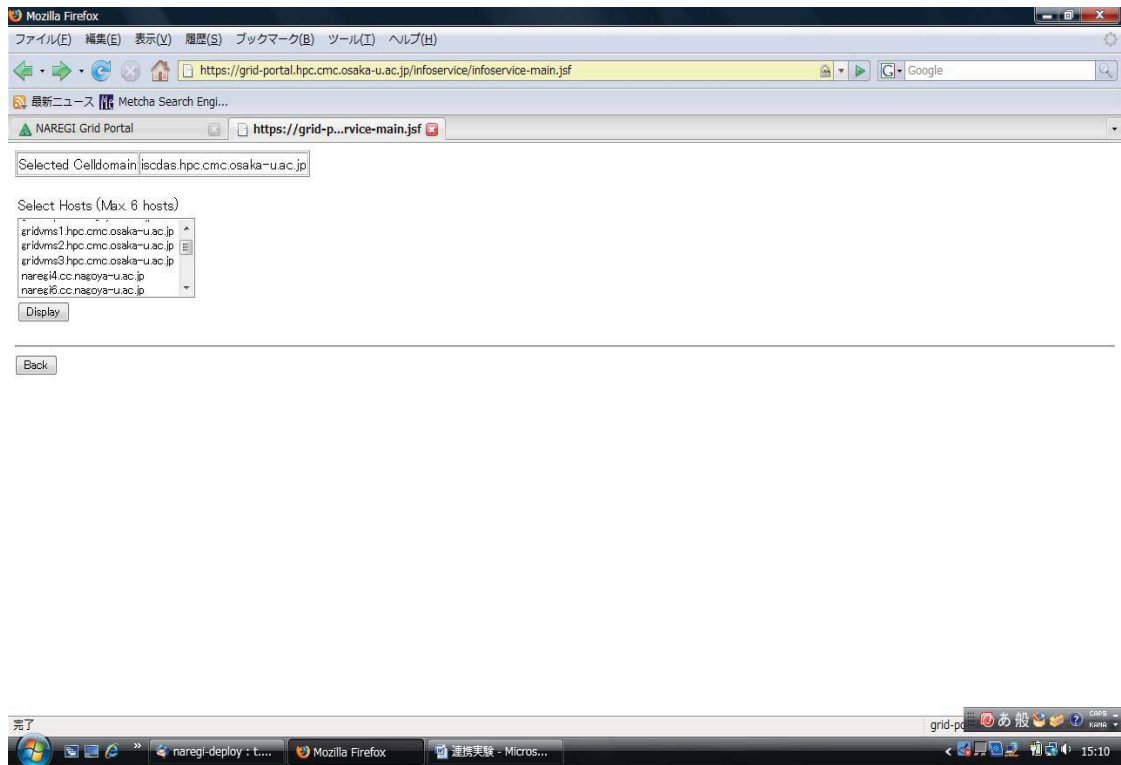 Mozilla Firefox
ファイル(F) 編集(E) 表示(V) 履歴(S) ブックマーク(B) ツール(T) ヘルプ(H)
https://grid-portal.hpc.cmc.osaka-u.ac.jp/infoservice/infoservice-main.jsf
Google
最新ニュース Metcha Search Engi...
NAREGI Grid Portal
https://grid-p...rvice-main.jsf
Selected Celldomain iscdas.hpc.cmc.osaka-u.ac.jp
Select Hosts (Max. 6 hosts)
gridvms1.hpc.cmc.osaka-u.ac.jp
gridvms2.hpc.cmc.osaka-u.ac.jp
gridvms3.hpc.cmc.osaka-u.ac.jp
naregi4.cc.nagoya-u.ac.jp
naregi6.cc.nagoya-u.ac.jp
Display
Back
完了
grid-po
あ 般 CAPS
KANA
naregi-deploy : t....
Mozilla Firefox
連携実験 - Micros...
15:10